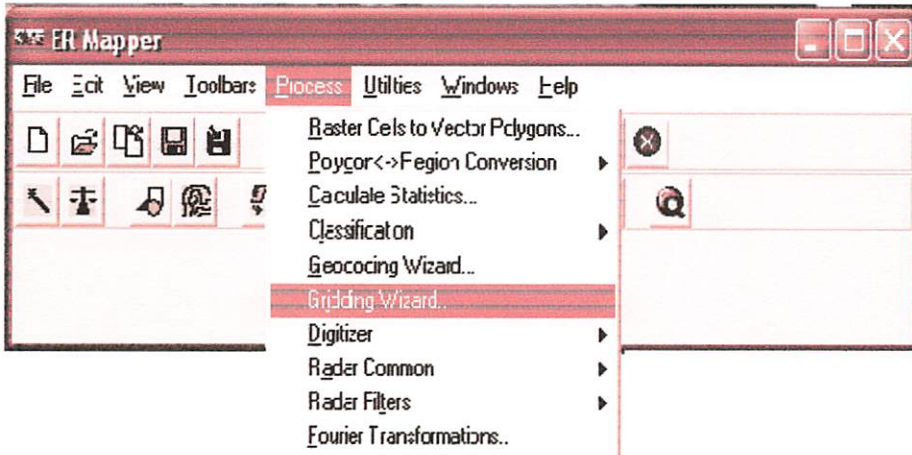 ER Mapper
File Edit View Toolbars Process Utilities Windows Help
Raster Cells to Vector Polygons...
Polygon<->Region Conversion
Calculate Statistics...
Classification
Geocoding Wizard...
Gridding Wizard...
Digitizer
Radar Common
Radar Filters
Fourier Transformations..